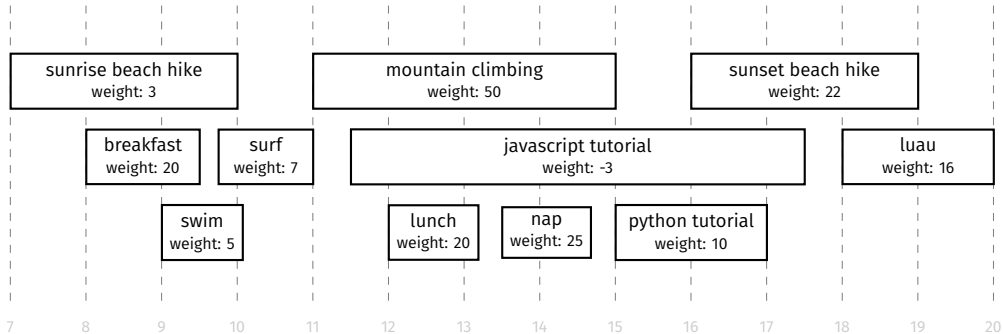 sunrise beach hike
weight: 3
mountain climbing
weight: 50
sunset beach hike
weight: 22
breakfast
weight: 20
surf
weight: 7
javascript tutorial
weight: -3
luau
weight: 16
swim
weight: 5
lunch
weight: 20
nap
weight: 25
python tutorial
weight: 10
7 8 9 10 11 12 13 14 15 16 17 18 19 20